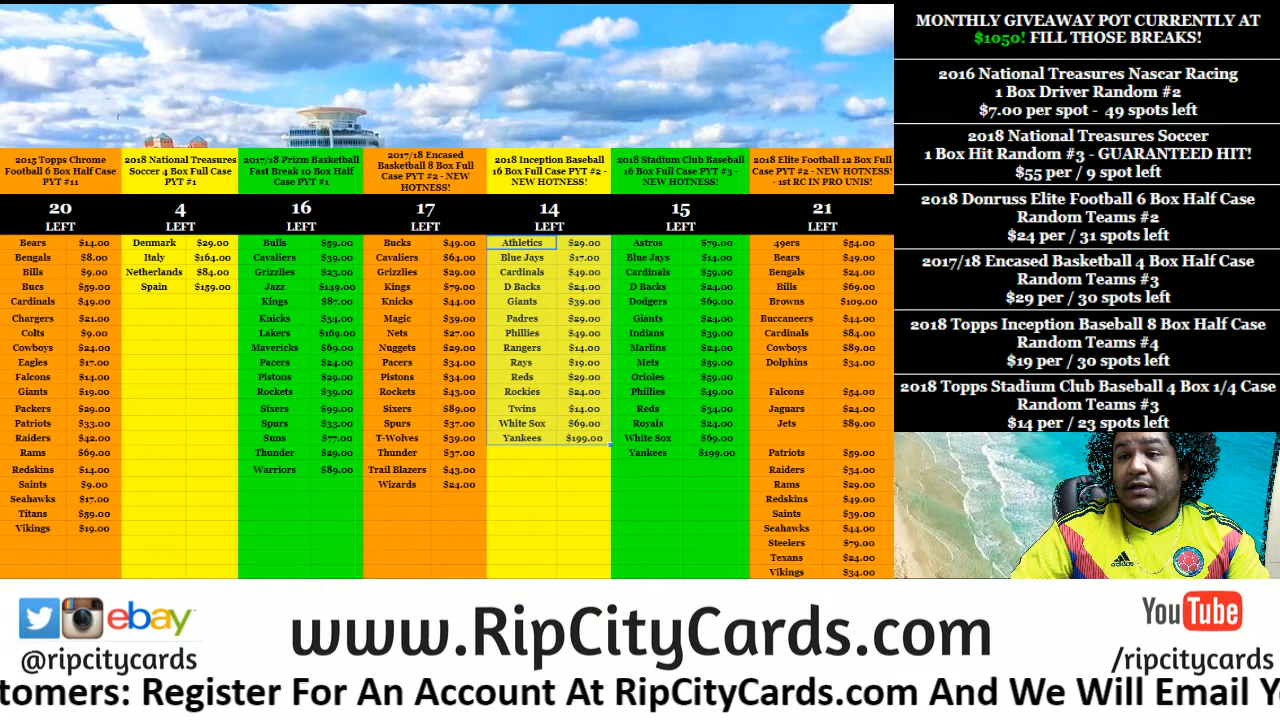 MONTHLY GIVEAWAY POT CURRENTLY AT
$1050! FILL THOSE BREAKS!
2016 National Treasures Nascar Racing
1 Box Driver Random #2
$7.00 per spot - 49 spots left
2018 National Treasures Soccer
1 Box Hit Random #3 - GUARANTEED HIT!
$55 per / 9 spot left
2018 Donruss Elite Football 6 Box Half Case
Random Teams #2
$24 per / 31 spots left
2017/18 Encased Basketball 4 Box Half Case
Random Teams #3
$29 per / 30 spots left
2018 Topps Inception Baseball 8 Box Half Case
Random Teams #4
$19 per / 30 spots left
2018 Topps Stadium Club Baseball 4 Box 1/4 Case
Random Teams #3
$14 per / 23 spots left
2015 Topps Chrome
Football 6 Box Half Case
PYT #11
20
LEFT
Bears $14.00
Bengals $8.00
Bills $9.00
Bucs $59.00
Cardinals $49.00
Chargers $21.00
Colts $9.00
Cowboys $24.00
Eagles $17.00
Falcons $14.00
Giants $19.00
Packers $29.00
Patriots $33.00
Raiders $42.00
Rams $69.00
Redskins $14.00
Saints $9.00
Seahawks $17.00
Titans $59.00
Vikings $19.00
2018 National Treasures
Soccer 4 Box Full Case
PYT #1
4
LEFT
Denmark $29.00
Italy $164.00
Netherlands $84.00
Spain $159.00
2017/18 Prizm Basketball
Fast Break 10 Box Half
Case PYT #1
16
LEFT
Bulls $59.00
Cavaliers $39.00
Grizzlies $23.00
Jazz $149.00
Kings $87.00
Knicks $34.00
Lakers $169.00
Mavericks $69.00
Pacers $24.00
Pistons $29.00
Rockets $39.00
Sixers $99.00
Spurs $33.00
Suns $77.00
Thunder $29.00
Warriors $89.00
2017/18 Encased
Basketball 8 Box Full
Case PYT #2 - NEW
HOTNESS!
17
LEFT
Bucks $49.00
Cavaliers $64.00
Grizzlies $29.00
Kings $79.00
Knicks $44.00
Magic $39.00
Nets $27.00
Nuggets $29.00
Pacers $34.00
Pistons $34.00
Rockets $43.00
Sixers $89.00
Spurs $37.00
T-Wolves $39.00
Thunder $37.00
Trail Blazers $43.00
Wizards $24.00
2018 Inception Baseball
16 Box Full Case PYT #2 -
NEW HOTNESS!
14
LEFT
Athletics $29.00
Blue Jays $17.00
Cardinals $49.00
D Backs $24.00
Giants $39.00
Padres $29.00
Phillies $49.00
Rangers $14.00
Rays $19.00
Reds $29.00
Rockies $24.00
Twins $14.00
White Sox $69.00
Yankees $199.00
2018 Stadium Club Baseball
16 Box Full Case PYT #3
- NEW HOTNESS!
15
LEFT
Astros $79.00
Blue Jays $14.00
Cardinals $59.00
D Backs $24.00
Dodgers $69.00
Giants $24.00
Indians $39.00
Marlins $24.00
Mets $59.00
Orioles $59.00
Phillies $49.00
Reds $34.00
Royals $24.00
White Sox $69.00
Yankees $199.00
2018 Elite Football 12 Box Full
Case PYT #2 - NEW HOTNESS!
- 1st RC IN PRO UNIS!
21
LEFT
49ers $54.00
Bears $49.00
Bengals $24.00
Bills $69.00
Browns $109.00
Buccaneers $44.00
Cardinals $84.00
Cowboys $89.00
Dolphins $34.00
Falcons $54.00
Jaguars $24.00
Jets $89.00
Patriots $59.00
Raiders $34.00
Rams $29.00
Redskins $49.00
Saints $39.00
Seahawks $44.00
Steelers $79.00
Texans $24.00
Vikings $34.00
adidas
ebay
@ripcitycards
www.RipCityCards.com
YouTube
/ripcitycards
tomers: Register For An Account At RipCityCards.com And We Will Email Y